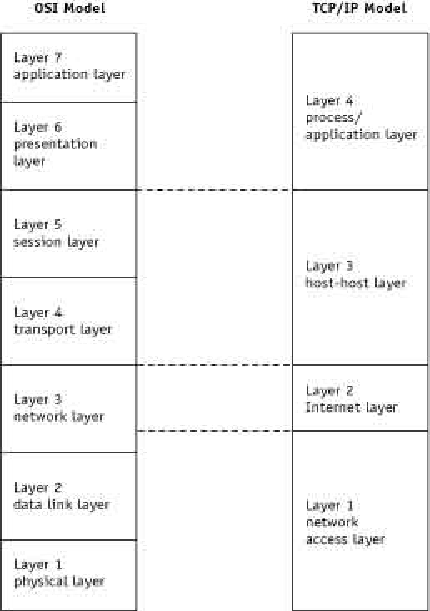 OSI Model
Layer 7
application layer
Layer 6
presentation
layer
Layer 5
session layer
Layer 4
transport layer
Layer 3
network layer
Layer 2
data link layer
Layer 1
physical layer
TCP/IP Model
Layer 4
process/
application layer
Layer 3
host-host layer
Layer 2
Internet layer
Layer 1
network
access layer